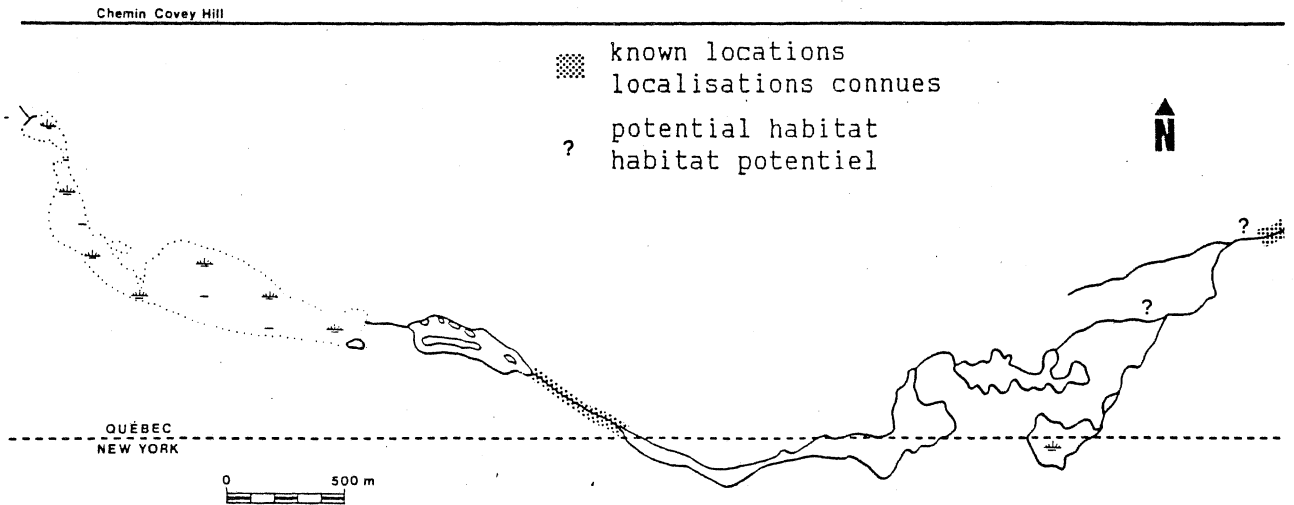 Chemin Covey Hill
known locations
localisations connues
N
? potential habitat
habitat potentiel
?
?
QUÉBEC
NEW YORK
0 500 m